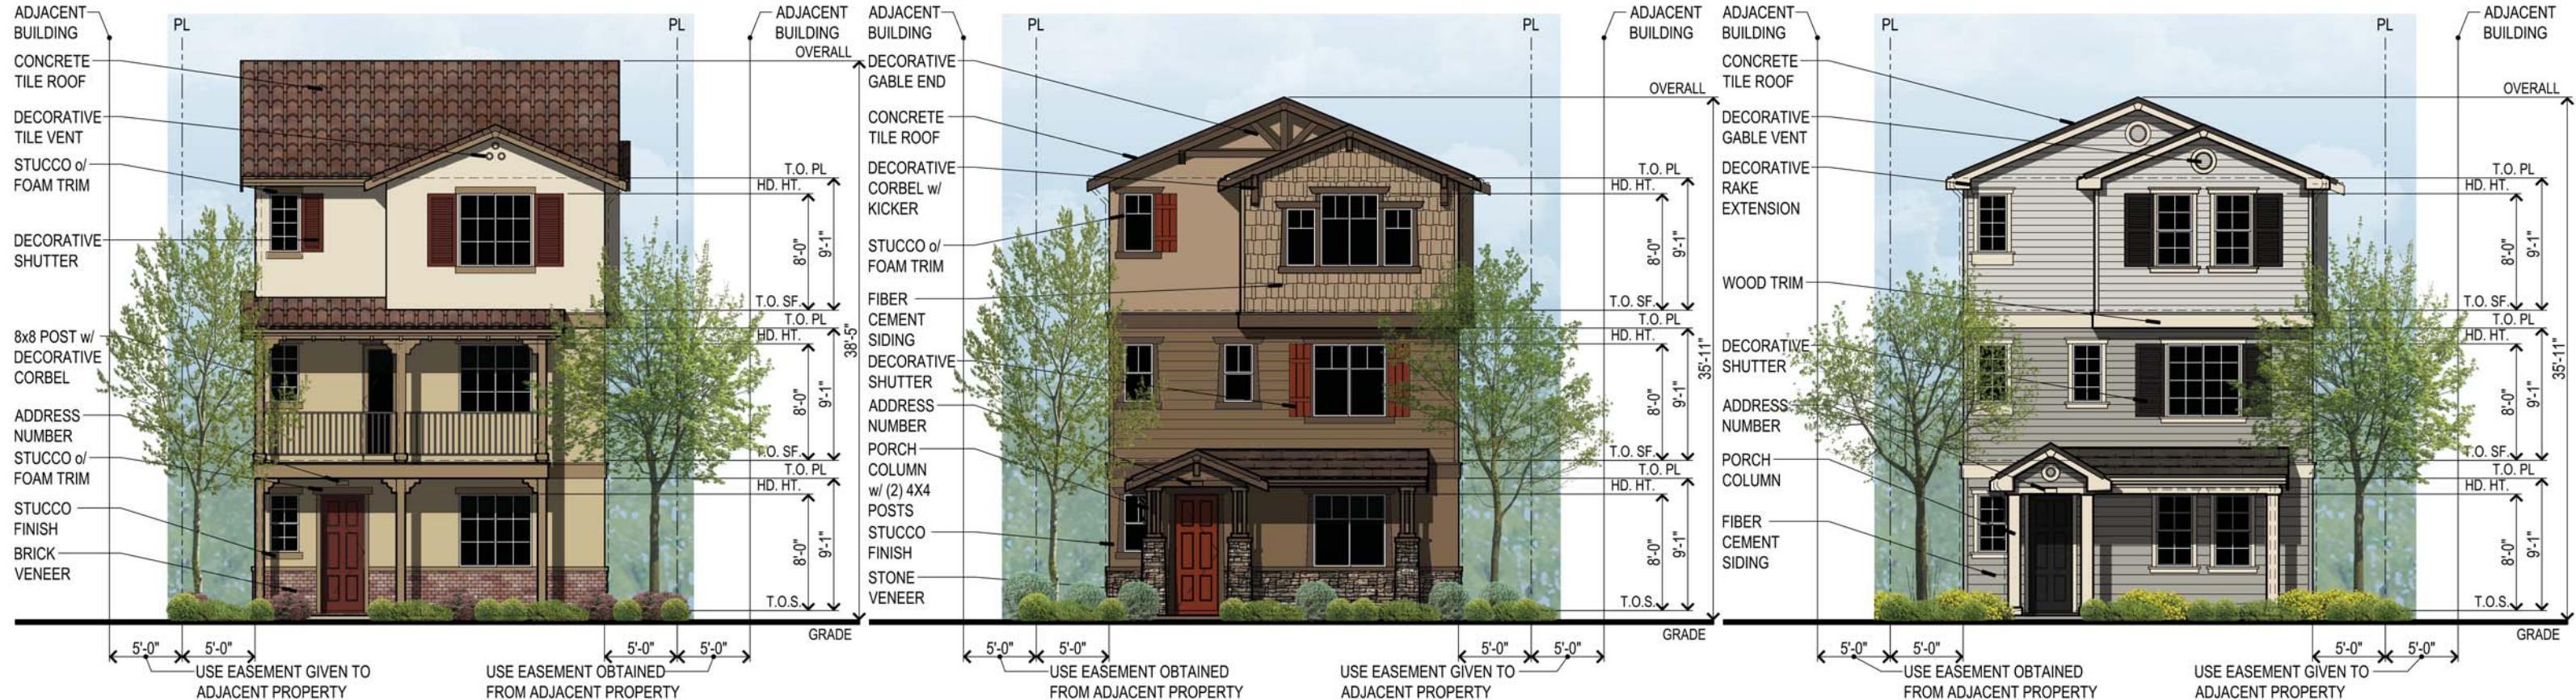 ADJACENT
BUILDING
PL
PL
ADJACENT
BUILDING
OVERALL
CONCRETE
TILE ROOF
DECORATIVE
TILE VENT
STUCCO o/
FOAM TRIM
DECORATIVE
SHUTTER
8x8 POST w/
DECORATIVE
CORBEL
ADDRESS
NUMBER
STUCCO o/
FOAM TRIM
STUCCO
FINISH
BRICK
VENEER
T.O. PL
HD. HT.
8'-0"
9'-1"
T.O. SF.
T.O. PL
HD. HT.
38'-5"
8'-0"
9'-1"
T.O. SF.
T.O. PL
HD. HT.
8'-0"
9'-1"
T.O.S.
GRADE
5'-0"
5'-0"
5'-0"
5'-0"
USE EASEMENT GIVEN TO
ADJACENT PROPERTY
USE EASEMENT OBTAINED
FROM ADJACENT PROPERTY
ADJACENT
BUILDING
PL
PL
ADJACENT
BUILDING
OVERALL
DECORATIVE
GABLE END
CONCRETE
TILE ROOF
DECORATIVE
CORBEL w/
KICKER
STUCCO o/
FOAM TRIM
FIBER
CEMENT
SIDING
DECORATIVE
SHUTTER
ADDRESS
NUMBER
PORCH
COLUMN
w/ (2) 4X4
POSTS
STUCCO
FINISH
STONE
VENEER
T.O. PL
HD. HT.
8'-0"
9'-1"
T.O. SF.
T.O. PL
HD. HT.
35'-11"
8'-0"
9'-1"
T.O. SF.
T.O. PL
HD. HT.
8'-0"
9'-1"
T.O.S.
GRADE
5'-0"
5'-0"
5'-0"
5'-0"
USE EASEMENT OBTAINED
FROM ADJACENT PROPERTY
USE EASEMENT GIVEN TO
ADJACENT PROPERTY
ADJACENT
BUILDING
PL
PL
ADJACENT
BUILDING
OVERALL
CONCRETE
TILE ROOF
DECORATIVE
GABLE VENT
DECORATIVE
RAKE
EXTENSION
WOOD TRIM
DECORATIVE
SHUTTER
ADDRESS
NUMBER
PORCH
COLUMN
FIBER
CEMENT
SIDING
T.O. PL
HD. HT.
8'-0"
9'-1"
T.O. SF.
T.O. PL
HD. HT.
35'-11"
8'-0"
9'-1"
T.O. SF.
T.O. PL
HD. HT.
8'-0"
9'-1"
T.O.S.
GRADE
5'-0"
5'-0"
5'-0"
5'-0"
USE EASEMENT OBTAINED
FROM ADJACENT PROPERTY
USE EASEMENT GIVEN TO
ADJACENT PROPERTY